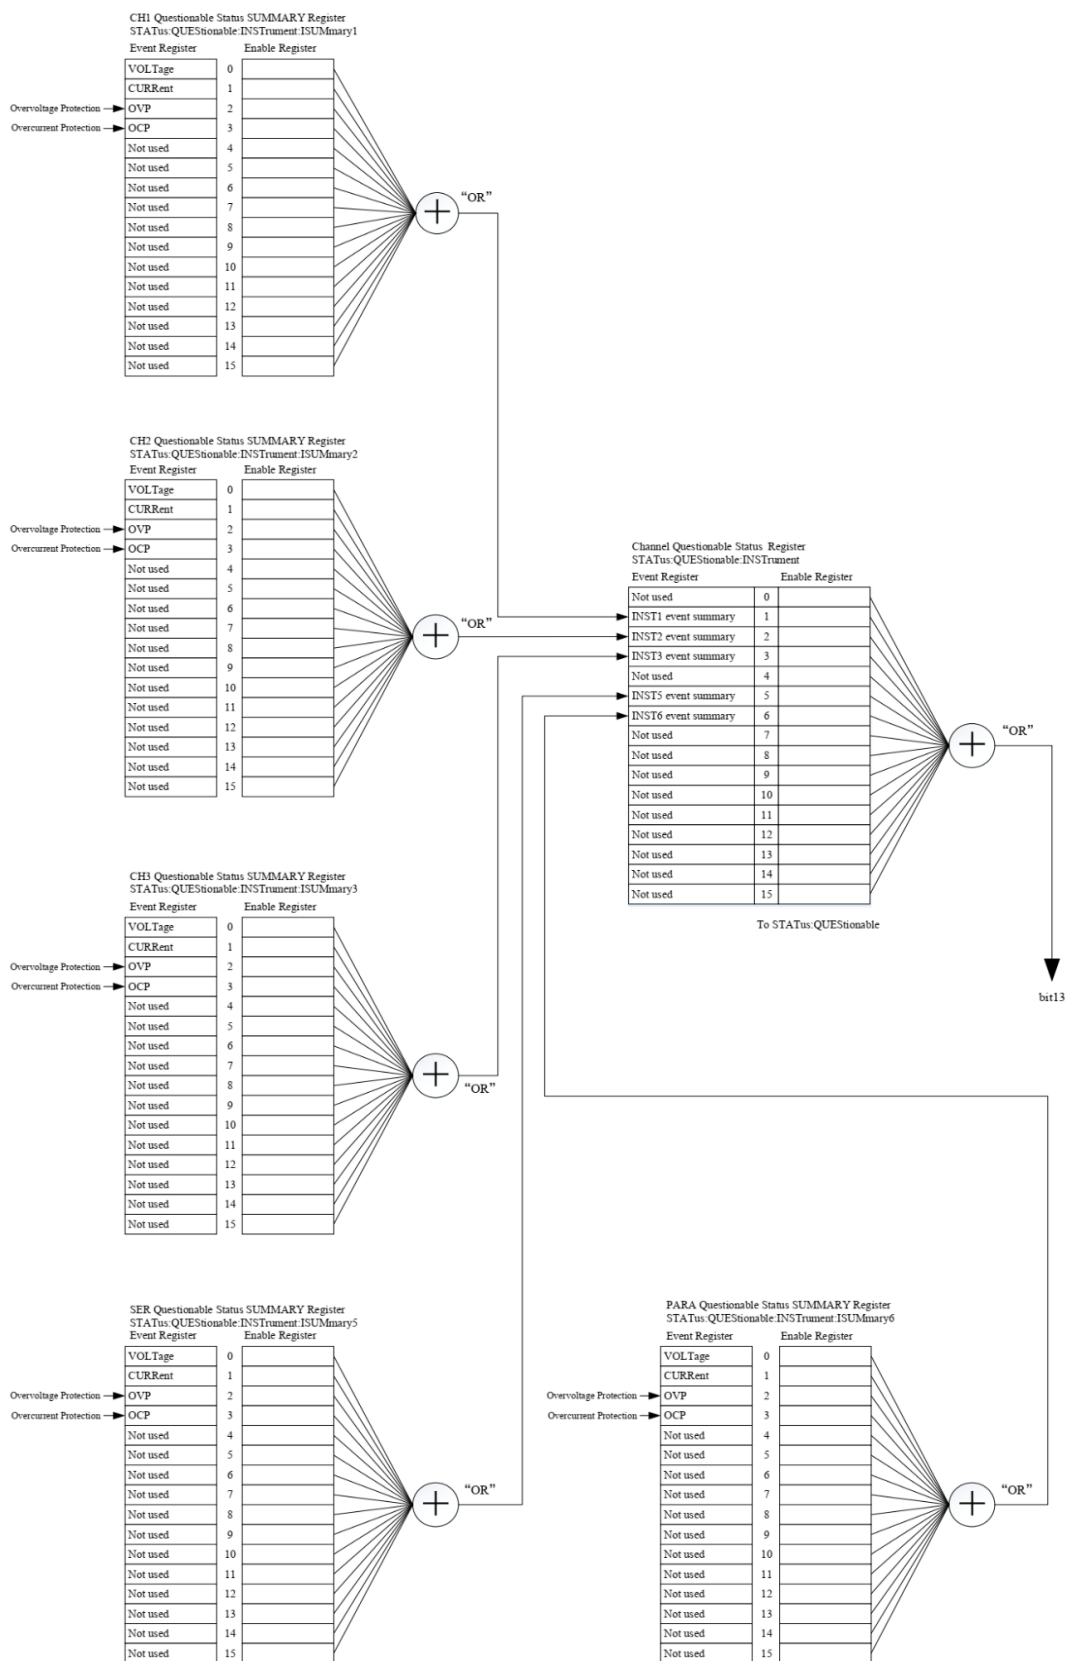 CH1 Questionable Status SUMMARY Register
STATus:QUEStionable:INSTrument:ISUMmary1
Event Register Enable Register
VOLTage 0
CURRent 1
Overvoltage Protection OVP 2
Overcurrent Protection OCP 3
Not used 4
Not used 5
Not used 6
Not used 7
Not used 8
Not used 9
Not used 10
Not used 11
Not used 12
Not used 13
Not used 14
Not used 15
“OR”
CH2 Questionable Status SUMMARY Register
STATus:QUEStionable:INSTrument:ISUMmary2
Event Register Enable Register
VOLTage 0
CURRent 1
Overvoltage Protection OVP 2
Overcurrent Protection OCP 3
Not used 4
Not used 5
Not used 6
Not used 7
Not used 8
Not used 9
Not used 10
Not used 11
Not used 12
Not used 13
Not used 14
Not used 15
“OR”
Channel Questionable Status Register
STATus:QUEStionable:INSTrument
Event Register Enable Register
Not used 0
INST1 event summary 1
INST2 event summary 2
INST3 event summary 3
Not used 4
INST5 event summary 5
INST6 event summary 6
Not used 7
Not used 8
Not used 9
Not used 10
Not used 11
Not used 12
Not used 13
Not used 14
Not used 15
“OR”
To STATus:QUEStionable
bit13
CH3 Questionable Status SUMMARY Register
STATus:QUEStionable:INSTrument:ISUMmary3
Event Register Enable Register
VOLTage 0
CURRent 1
Overvoltage Protection OVP 2
Overcurrent Protection OCP 3
Not used 4
Not used 5
Not used 6
Not used 7
Not used 8
Not used 9
Not used 10
Not used 11
Not used 12
Not used 13
Not used 14
Not used 15
“OR”
SER Questionable Status SUMMARY Register
STATus:QUEStionable:INSTrument:ISUMmary5
Event Register Enable Register
VOLTage 0
CURRent 1
Overvoltage Protection OVP 2
Overcurrent Protection OCP 3
Not used 4
Not used 5
Not used 6
Not used 7
Not used 8
Not used 9
Not used 10
Not used 11
Not used 12
Not used 13
Not used 14
Not used 15
“OR”
PARA Questionable Status SUMMARY Register
STATus:QUEStionable:INSTrument:ISUMmary6
Event Register Enable Register
VOLTage 0
CURRent 1
Overvoltage Protection OVP 2
Overcurrent Protection OCP 3
Not used 4
Not used 5
Not used 6
Not used 7
Not used 8
Not used 9
Not used 10
Not used 11
Not used 12
Not used 13
Not used 14
Not used 15
“OR”